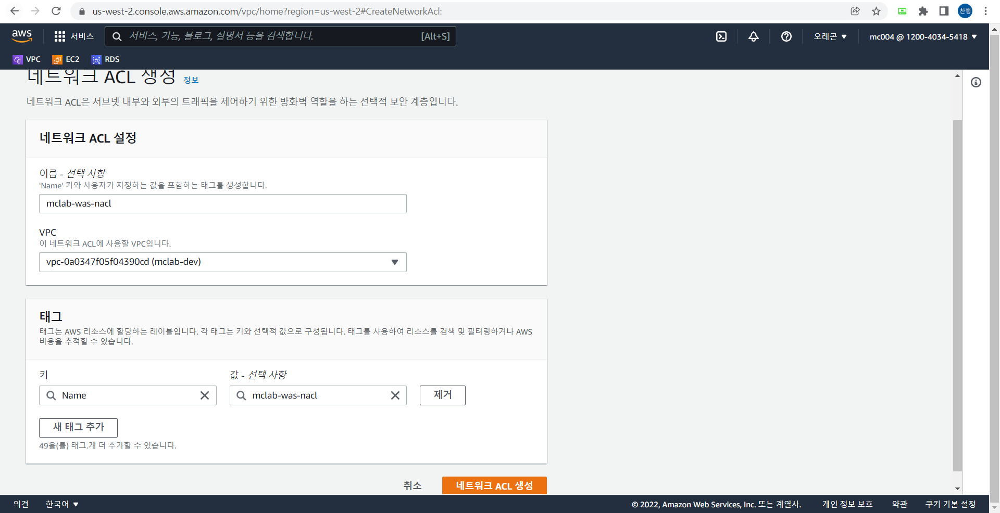 us-west-2.console.aws.amazon.com/vpc/home?region=us-west-2#CreateNetworkAcl:
찬행
aws
서비스
서비스, 기능, 블로그, 설명서 등을 검색합니다.
[Alt+S]
오레곤
mc004 @ 1200-4034-5418
VPC
EC2
RDS
네트워크 ACL 생성 정보
네트워크 ACL은 서브넷 내부와 외부의 트래픽을 제어하기 위한 방화벽 역할을 하는 선택적 보안 계층입니다.
네트워크 ACL 설정
이름 - 선택 사항
'Name' 키와 사용자가 지정하는 값을 포함하는 태그를 생성합니다.
mclab-was-nacl
VPC
이 네트워크 ACL에 사용할 VPC입니다.
vpc-0a0347f05f04390cd (mclab-dev)
태그
태그는 AWS 리소스에 할당하는 레이블입니다. 각 태그는 키와 선택적 값으로 구성됩니다. 태그를 사용하여 리소스를 검색 및 필터링하거나 AWS
비용을 추적할 수 있습니다.
키
값 - 선택 사항
Name
mclab-was-nacl
제거
새 태그 추가
49을(를) 태그.개 더 추가할 수 있습니다.
취소
네트워크 ACL 생성
의견
한국어
© 2022, Amazon Web Services, Inc. 또는 계열사.
개인 정보 보호
약관
쿠키 기본 설정